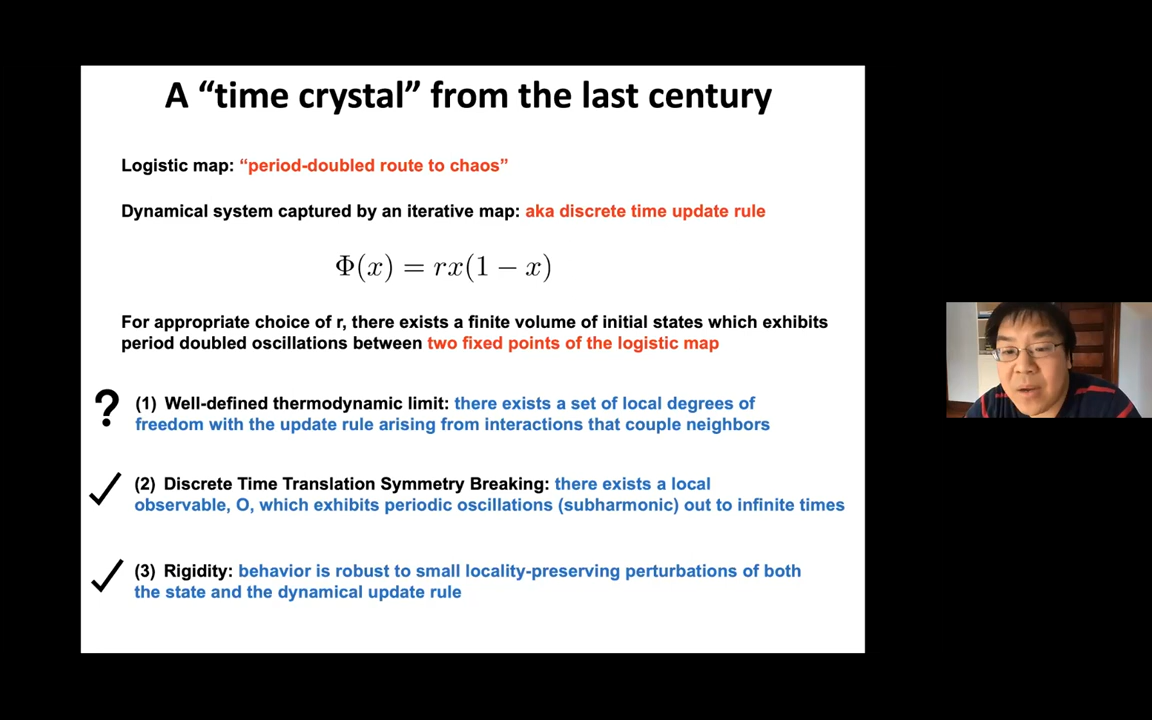 A “time crystal” from the last century
Logistic map: “period-doubled route to chaos”
Dynamical system captured by an iterative map: aka discrete time update rule
Φ(x) = rx(1 − x)
For appropriate choice of r, there exists a finite volume of initial states which exhibits
period doubled oscillations between two fixed points of the logistic map
? (1) Well-defined thermodynamic limit: there exists a set of local degrees of
freedom with the update rule arising from interactions that couple neighbors
(2) Discrete Time Translation Symmetry Breaking: there exists a local
observable, O, which exhibits periodic oscillations (subharmonic) out to infinite times
(3) Rigidity: behavior is robust to small locality-preserving perturbations of both
the state and the dynamical update rule